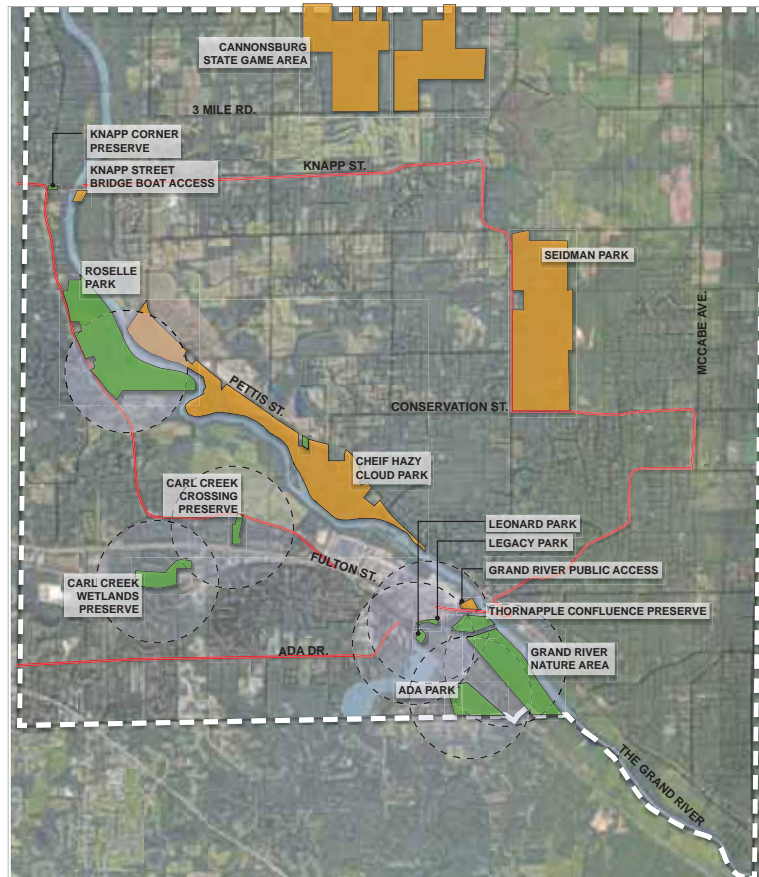 CANNONSBURG
STATE GAME AREA
3 MILE RD.
KNAPP CORNER
PRESERVE
KNAPP ST.
KNAPP STREET
BRIDGE BOAT ACCESS
SEIDMAN PARK
ROSELLE
PARK
MCCABE AVE.
PETTIS ST.
CONSERVATION ST.
CHEIF HAZY
CLOUD PARK
CARL CREEK
CROSSING
PRESERVE
LEONARD PARK
LEGACY PARK
FULTON ST.
GRAND RIVER PUBLIC ACCESS
CARL CREEK
WETLANDS
PRESERVE
THORNAPPLE CONFLUENCE PRESERVE
ADA DR.
GRAND RIVER
NATURE AREA
ADA PARK
THE GRAND RIVER